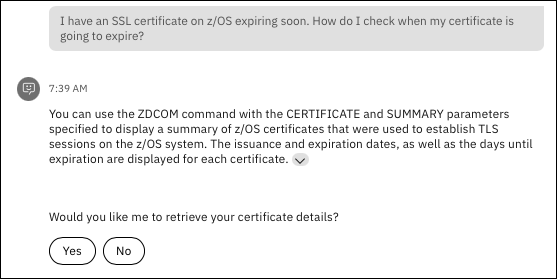 I have an SSL certificate on z/OS expiring soon. How do I check when my certificate is
going to expire?
7:39 AM
You can use the ZDCOM command with the CERTIFICATE and SUMMARY parameters
specified to display a summary of z/OS certificates that were used to establish TLS
sessions on the z/OS system. The issuance and expiration dates, as well as the days until
expiration are displayed for each certificate.
Would you like me to retrieve your certificate details?
Yes No